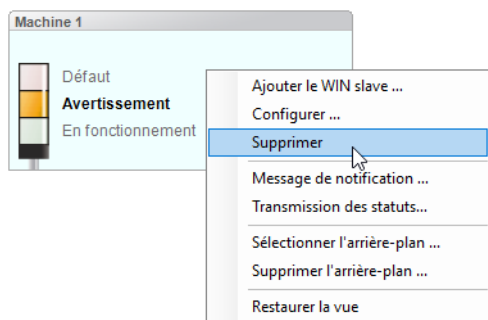 Machine 1
Défaut
Avertissement
En fonctionnement
Ajouter le WIN slave ...
Configurer ...
Supprimer
Message de notification ...
Transmission des statuts...
Sélectionner l'arrière-plan ...
Supprimer l'arrière-plan ...
Restaurer la vue